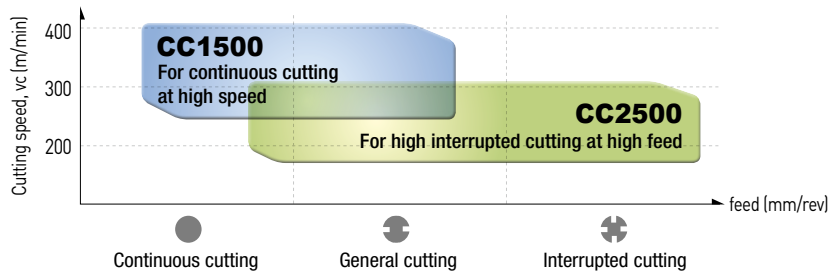 Cutting speed, vc (m/min)
400
300
200
CC1500
For continuous cutting
at high speed
CC2500
For high interrupted cutting at high feed
feed (mm/rev)
Continuous cutting
General cutting
Interrupted cutting